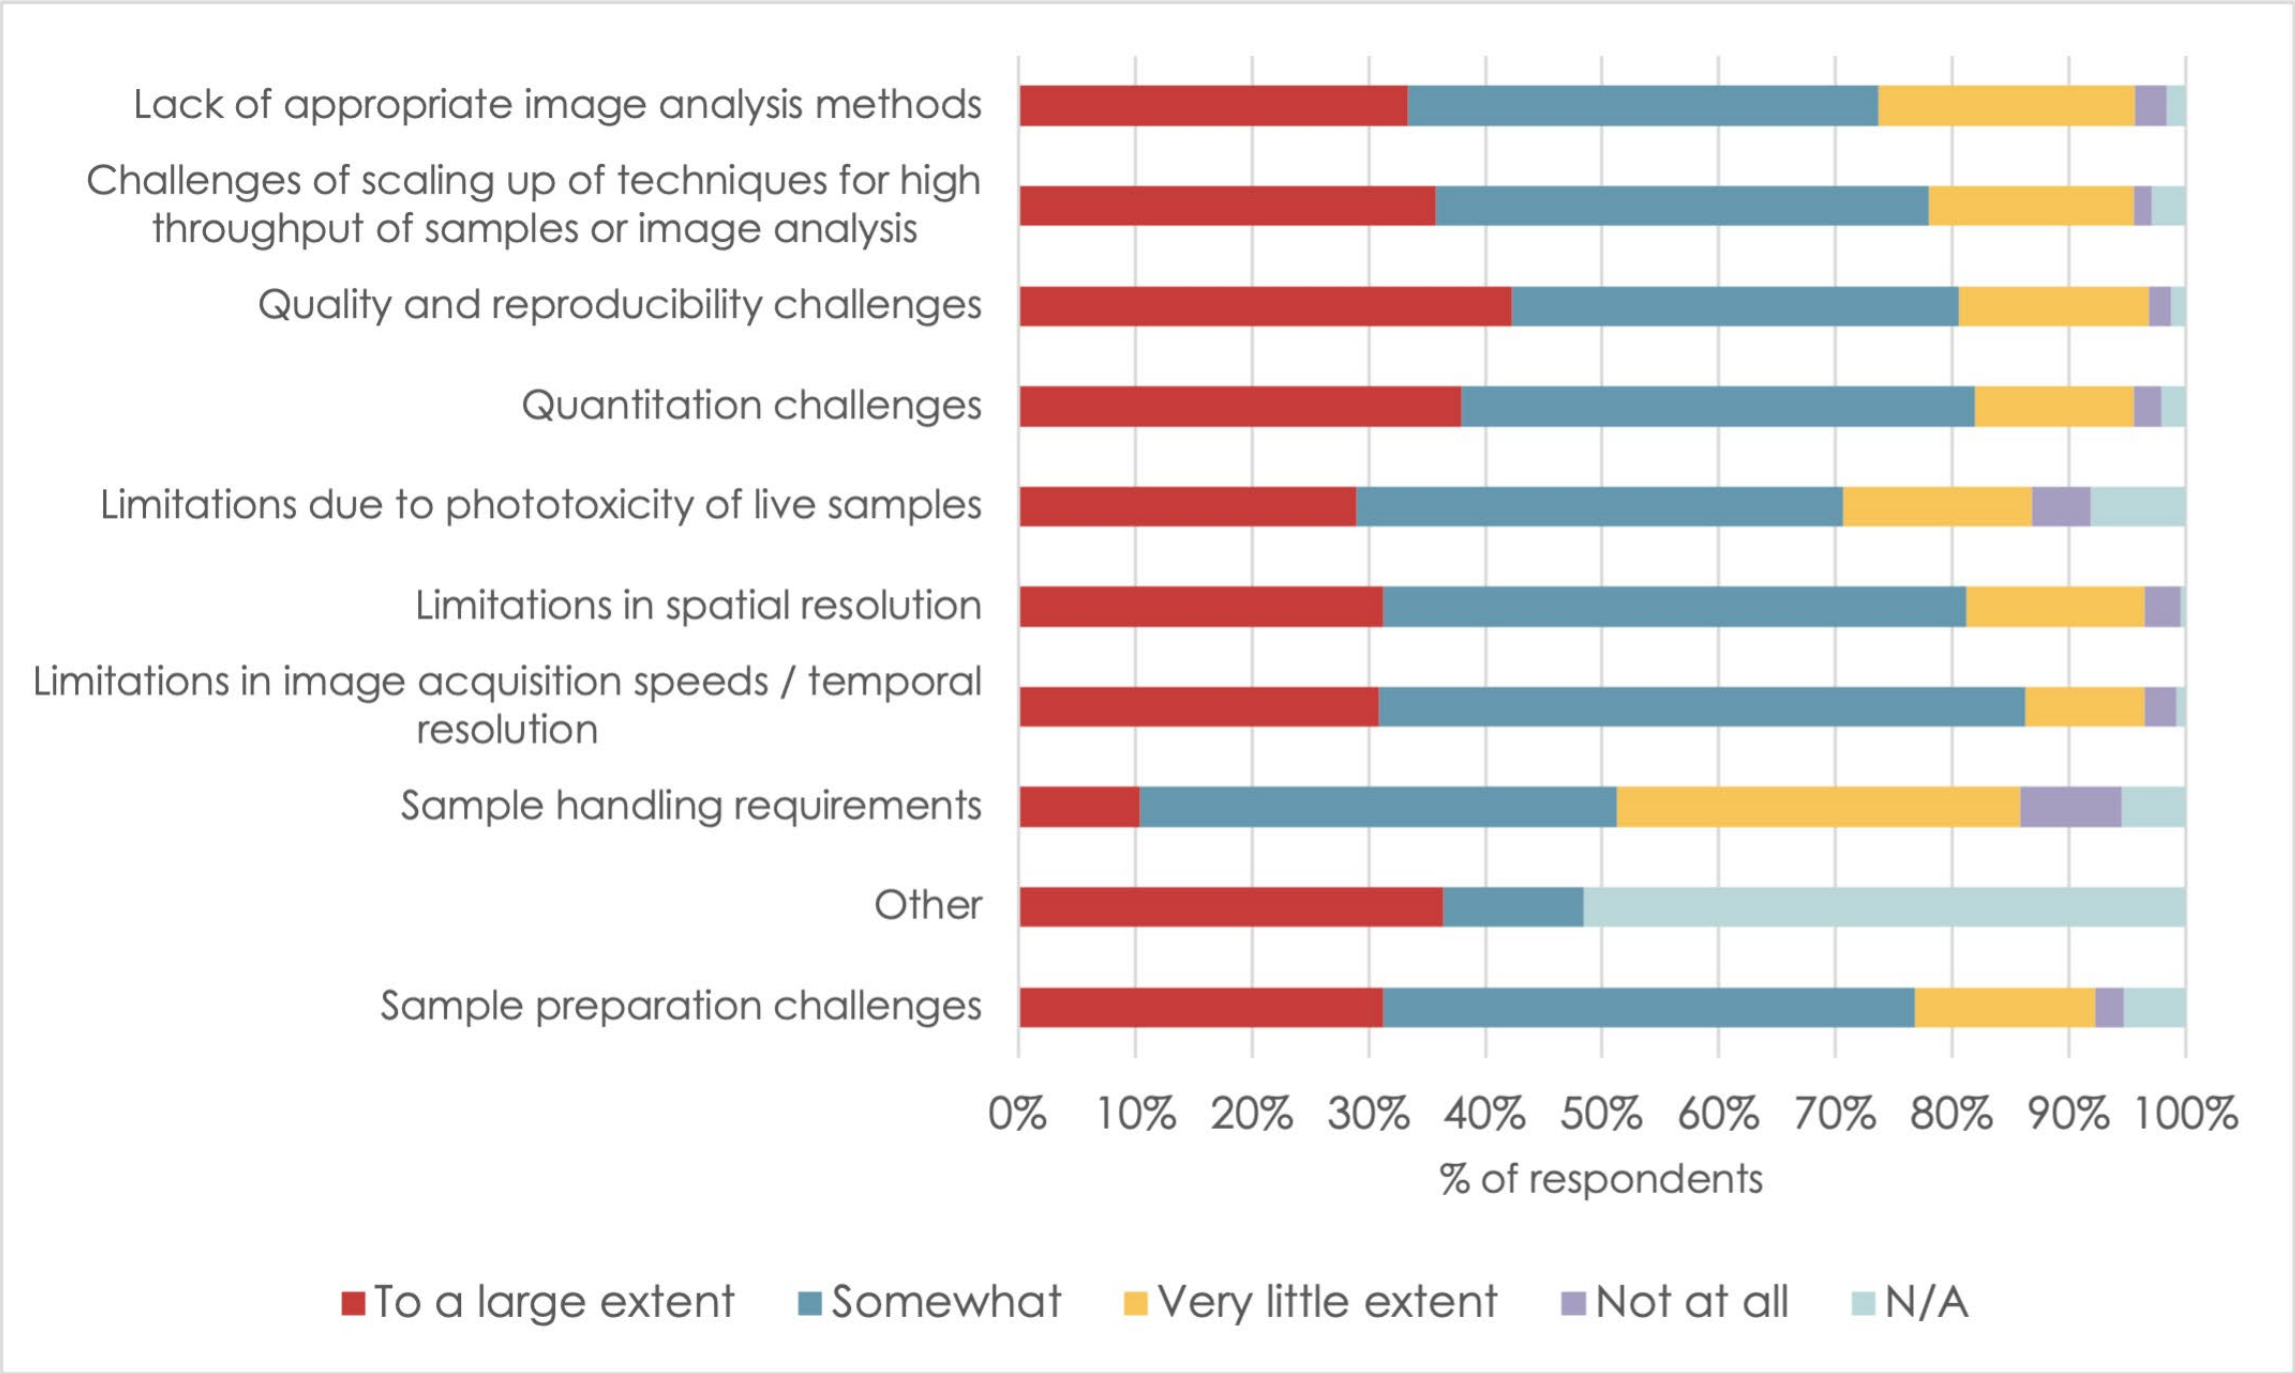 Lack of appropriate image analysis methods
Challenges of scaling up of techniques for high
throughput of samples or image analysis
Quality and reproducibility challenges
Quantitation challenges
Limitations due to phototoxicity of live samples
Limitations in spatial resolution
Limitations in image acquisition speeds / temporal
resolution
Sample handling requirements
Other
Sample preparation challenges
0% 10% 20% 30% 40% 50% 60% 70% 80% 90% 100%
% of respondents
To a large extent Somewhat Very little extent Not at all N/A